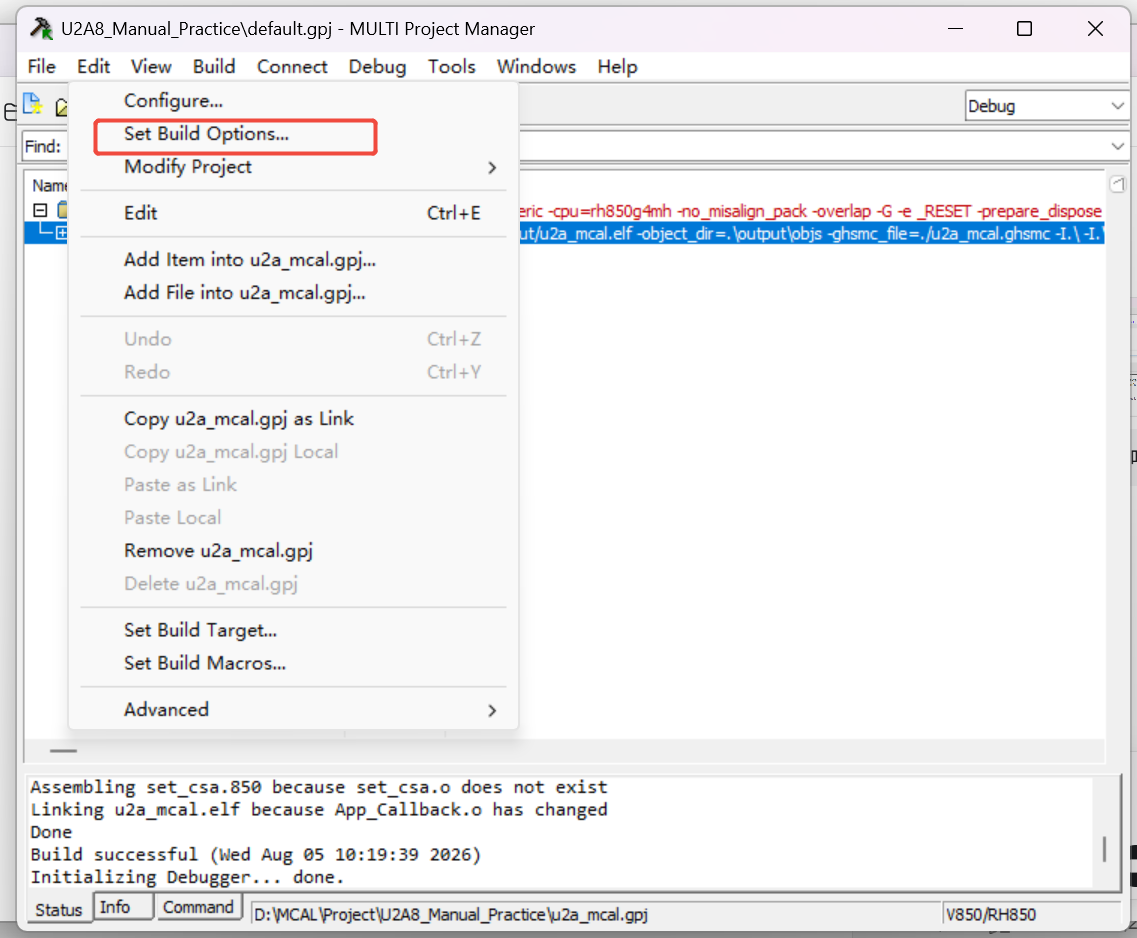 U2A8_Manual_Practice\default.gpj - MULTI Project Manager
File Edit View Build Connect Debug Tools Windows Help
Configure...
Debug
Set Build Options...
Find:
Modify Project
Name
Edit Ctrl+E
eric -cpu=rh850g4mh -no_misalign_pack -overlap -G -e _RESET -prepare_dispose
ut/u2a_mcal.elf -object_dir=.\output\objs -ghsmc_file=./u2a_mcal.ghsmc -I.\ -I.\
Add Item into u2a_mcal.gpj...
Add File into u2a_mcal.gpj...
Undo Ctrl+Z
Redo Ctrl+Y
Copy u2a_mcal.gpj as Link
Copy u2a_mcal.gpj Local
Paste as Link
Paste Local
Remove u2a_mcal.gpj
Delete u2a_mcal.gpj
Set Build Target...
Set Build Macros...
Advanced
Assembling set_csa.850 because set_csa.o does not exist
Linking u2a_mcal.elf because App_Callback.o has changed
Done
Build successful (Wed Aug 05 10:19:39 2026)
Initializing Debugger... done.
Status Info Command D:\MCAL\Project\U2A8_Manual_Practice\u2a_mcal.gpj V850/RH850